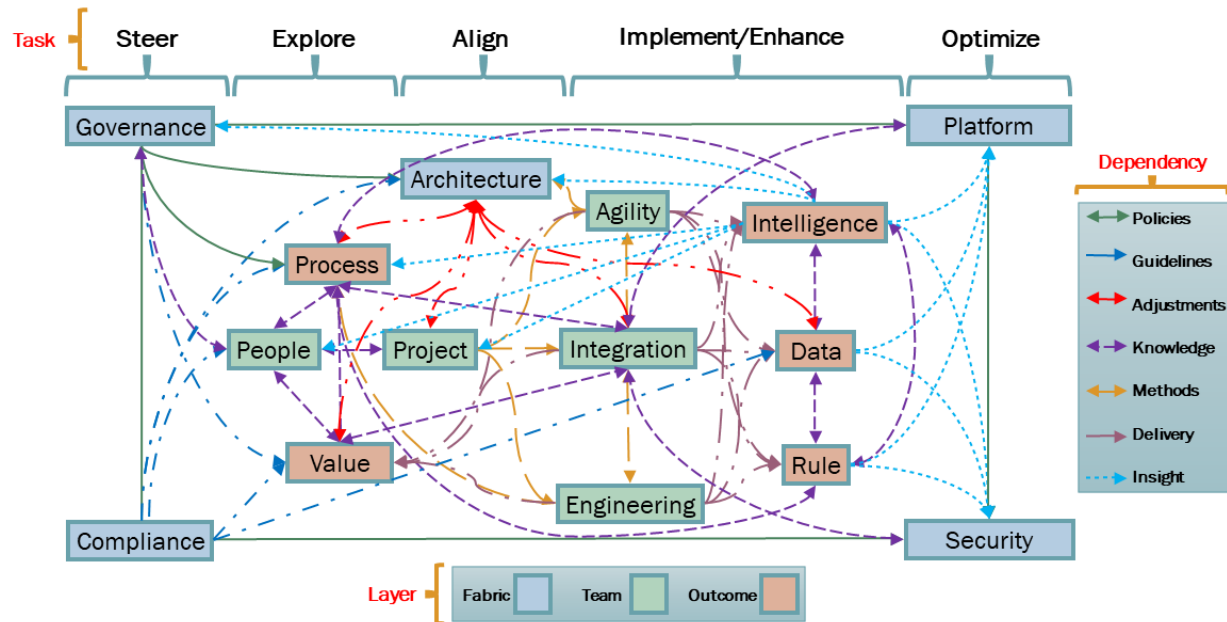 Task
Steer
Explore
Align
Implement/Enhance
Optimize
Governance
Platform
Architecture
Agility
Intelligence
Process
People
Project
Integration
Data
Value
Rule
Engineering
Compliance
Security
Dependency
Policies
Guidelines
Adjustments
Knowledge
Methods
Delivery
Insight
Layer
Fabric
Team
Outcome